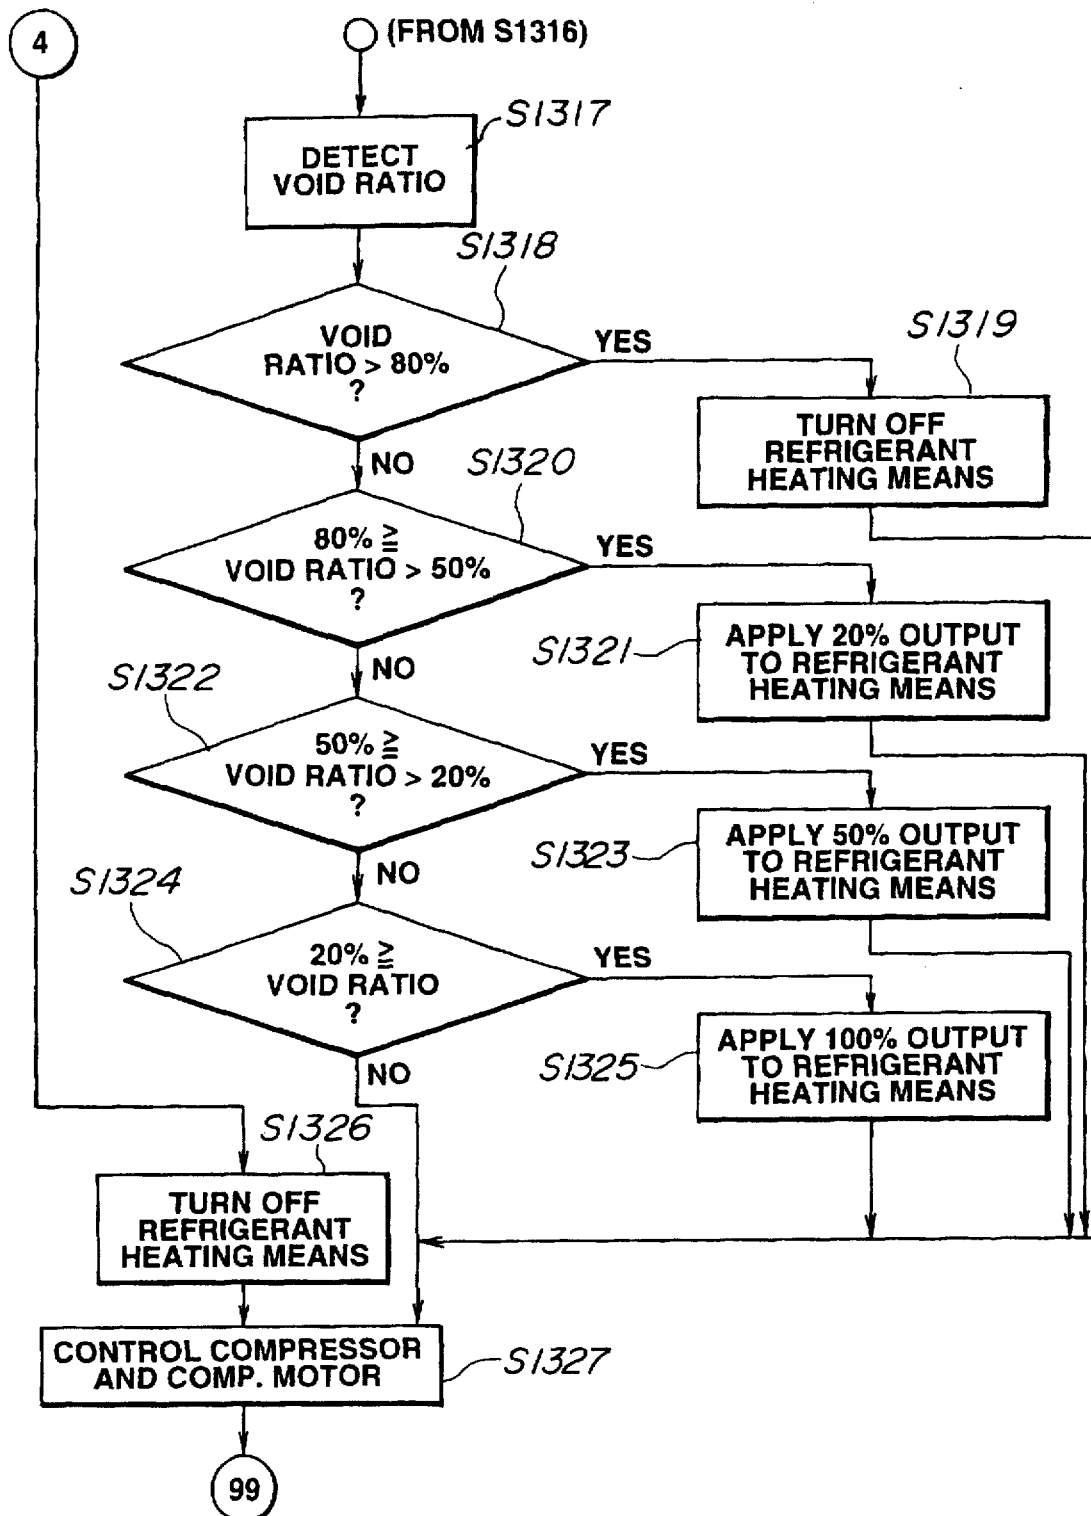 4
(FROM S1316)
S1317
DETECT
VOID RATIO
S1318
VOID
RATIO > 80%
?
YES
S1319
TURN OFF
REFRIGERANT
HEATING MEANS
NO
S1320
80% ≧
VOID RATIO > 50%
?
YES
S1321
APPLY 20% OUTPUT
TO REFRIGERANT
HEATING MEANS
NO
S1322
50% ≧
VOID RATIO > 20%
?
YES
S1323
APPLY 50% OUTPUT
TO REFRIGERANT
HEATING MEANS
NO
S1324
20% ≧
VOID RATIO
?
YES
S1325
APPLY 100% OUTPUT
TO REFRIGERANT
HEATING MEANS
NO
S1326
TURN OFF
REFRIGERANT
HEATING MEANS
CONTROL COMPRESSOR
AND COMP. MOTOR
S1327
99